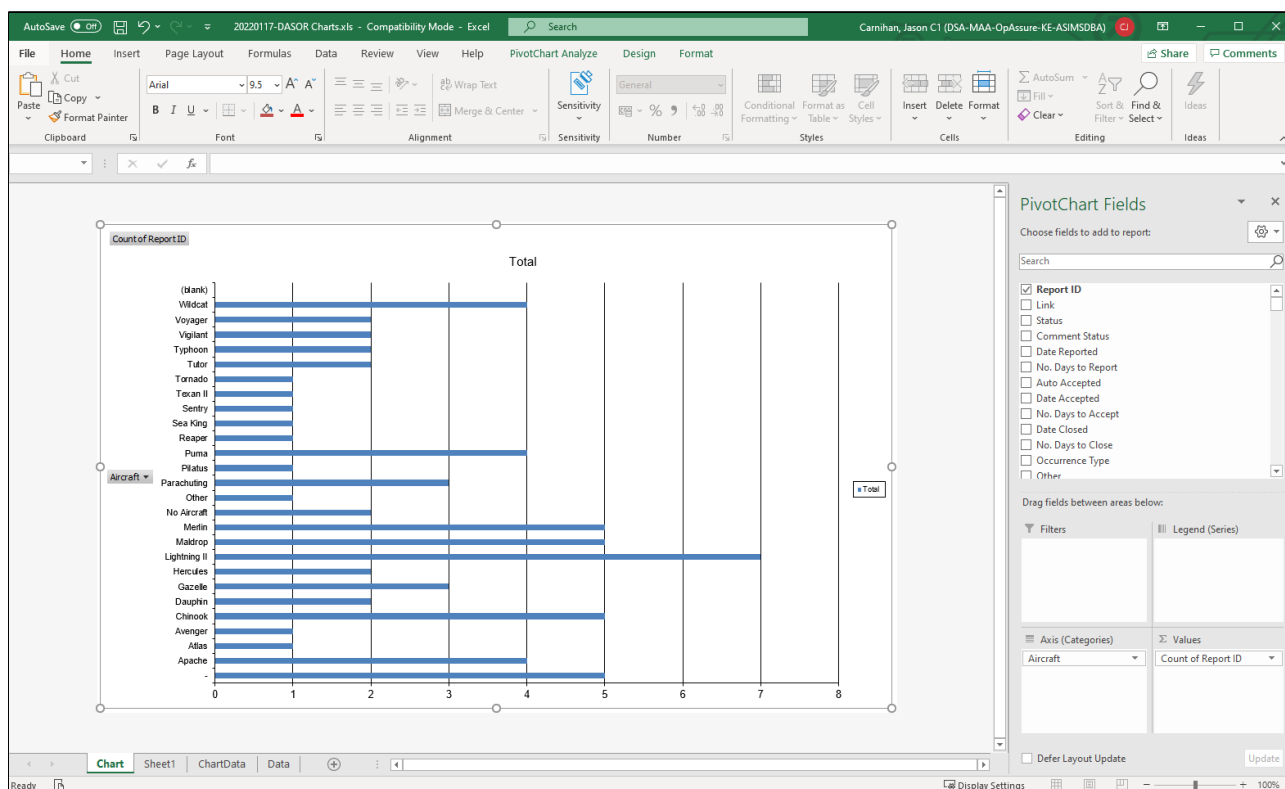 AutoSave Off 20220117-DASOR Charts.xls - Compatibility Mode - Excel Search Carnihan, Jason C1 (DSA-MAA-OpAssure-KE-ASIMSDBA) CJ
File Home Insert Page Layout Formulas Data Review View Help PivotChart Analyze Design Format Share Comments
Paste
Cut
Copy
Format Painter
Clipboard
Arial 9.5
B I U
Font
Wrap Text
Merge & Center
Alignment
Sensitivity
Sensitivity
General
Number
Conditional Formatting
Format as Table
Cell Styles
Styles
Insert Delete Format
Cells
AutoSum
Fill
Clear
Sort & Filter
Find & Select
Editing
Ideas
Ideas
fx
Count of Report ID
Total
(blank)
Wildcat
Voyager
Vigilant
Typhoon
Tutor
Tornado
Texan II
Sentry
Sea King
Reaper
Puma
Pilatus
Aircraft
Parachuting
Other
No Aircraft
Merlin
Maldrop
Lightning II
Hercules
Gazelle
Dauphin
Chinook
Avenger
Atlas
Apache
-
0 1 2 3 4 5 6 7 8
Total
PivotChart Fields
Choose fields to add to report:
Search
Report ID
Link
Status
Comment Status
Date Reported
No. Days to Report
Auto Accepted
Date Accepted
No. Days to Accept
Date Closed
No. Days to Close
Occurrence Type
Other
Drag fields between areas below:
Filters Legend (Series)
Axis (Categories) Values
Aircraft Count of Report ID
Defer Layout Update Update
Chart Sheet1 ChartData Data
Ready Display Settings 100%